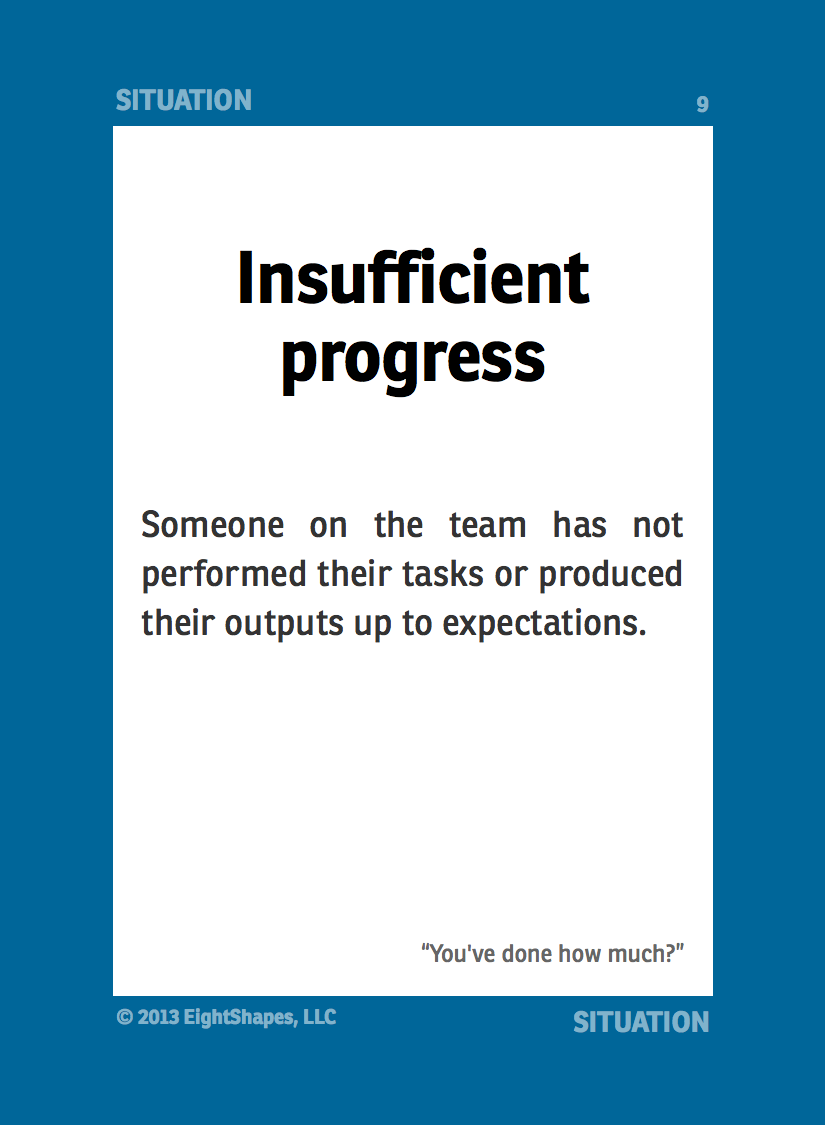 SITUATION
9
Insufficient
progress
Someone on the team has not
performed their tasks or produced
their outputs up to expectations.
“You've done how much?”
© 2013 EightShapes, LLC
SITUATION